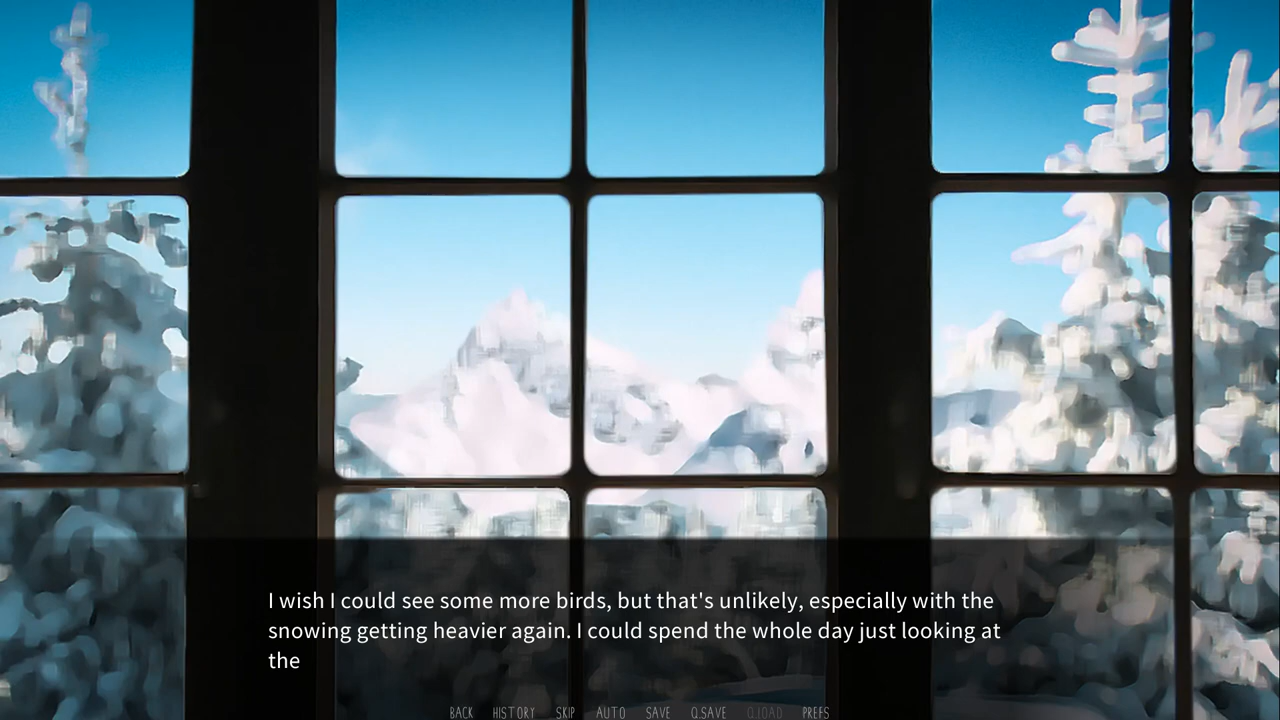 I wish I could see some more birds, but that's unlikely, especially with the
snowing getting heavier again. I could spend the whole day just looking at
the
BACK HISTORY SKIP AUTO SAVE Q.SAVE Q.LOAD PREFS